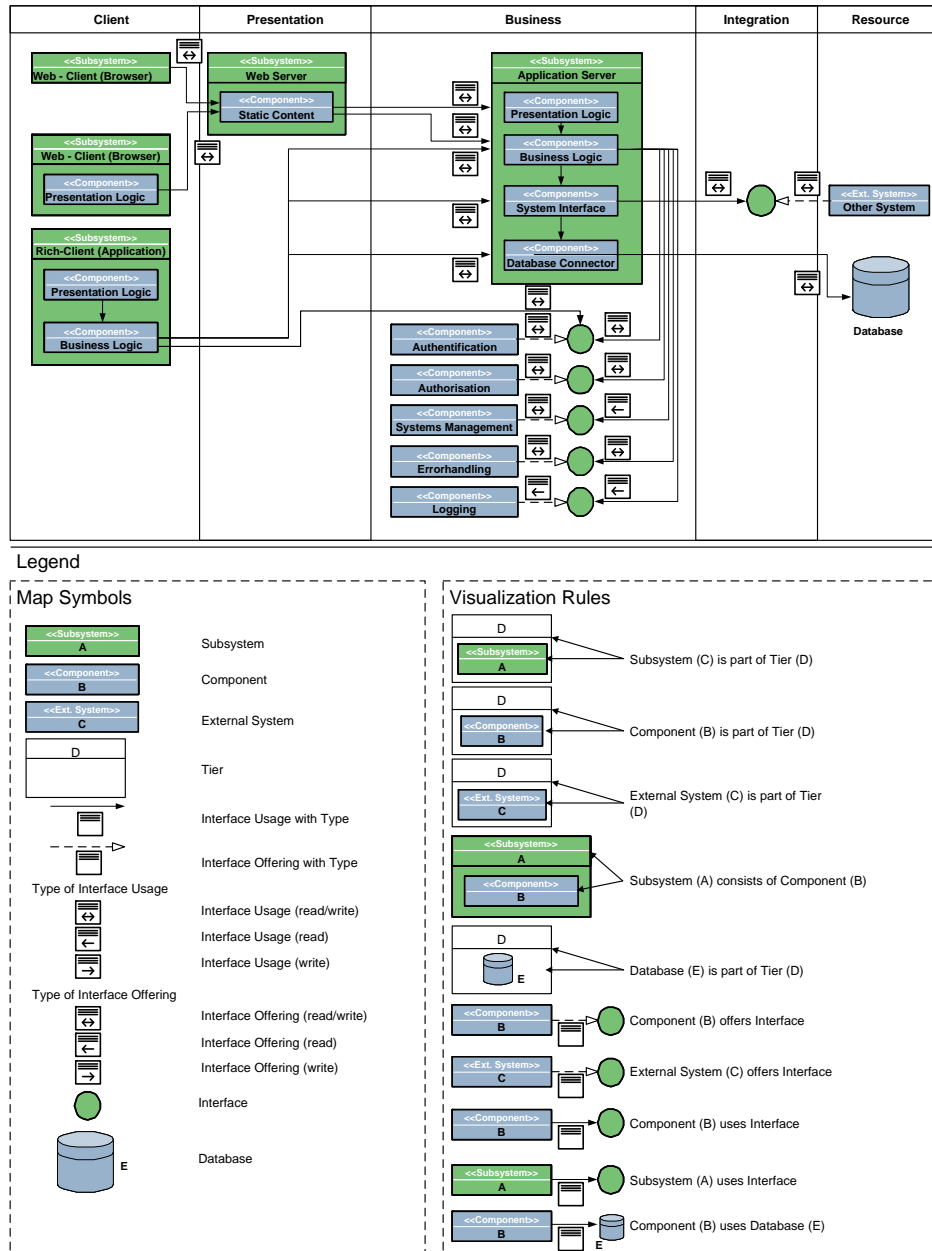 Client
Presentation
Business
Integration
Resource
<<Subsystem>>
Web - Client (Browser)
<<Subsystem>>
Web Server
<<Component>>
Static Content
<<Subsystem>>
Application Server
<<Component>>
Presentation Logic
<<Component>>
Business Logic
<<Component>>
System Interface
<<Component>>
Database Connector
<<Subsystem>>
Web - Client (Browser)
<<Component>>
Presentation Logic
<<Ext. System>>
Other System
<<Subsystem>>
Rich-Client (Application)
<<Component>>
Presentation Logic
<<Component>>
Business Logic
Database
<<Component>>
Authentification
<<Component>>
Authorisation
<<Component>>
Systems Management
<<Component>>
Errorhandling
<<Component>>
Logging
Legend
Map Symbols
<<Subsystem>>
A
Subsystem
<<Component>>
B
Component
<<Ext. System>>
C
External System
D
Tier
Interface Usage with Type
Interface Offering with Type
Type of Interface Usage
Interface Usage (read/write)
Interface Usage (read)
Interface Usage (write)
Type of Interface Offering
Interface Offering (read/write)
Interface Offering (read)
Interface Offering (write)
Interface
E
Database
Visualization Rules
D
<<Subsystem>>
A
Subsystem (C) is part of Tier (D)
D
<<Component>>
B
Component (B) is part of Tier (D)
D
<<Ext. System>>
C
External System (C) is part of Tier
(D)
<<Subsystem>>
A
<<Component>>
B
Subsystem (A) consists of Component (B)
D
E
Database (E) is part of Tier (D)
<<Component>>
B
Component (B) offers Interface
<<Ext. System>>
C
External System (C) offers Interface
<<Component>>
B
Component (B) uses Interface
<<Subsystem>>
A
Subsystem (A) uses Interface
<<Component>>
B
E
Component (B) uses Database (E)